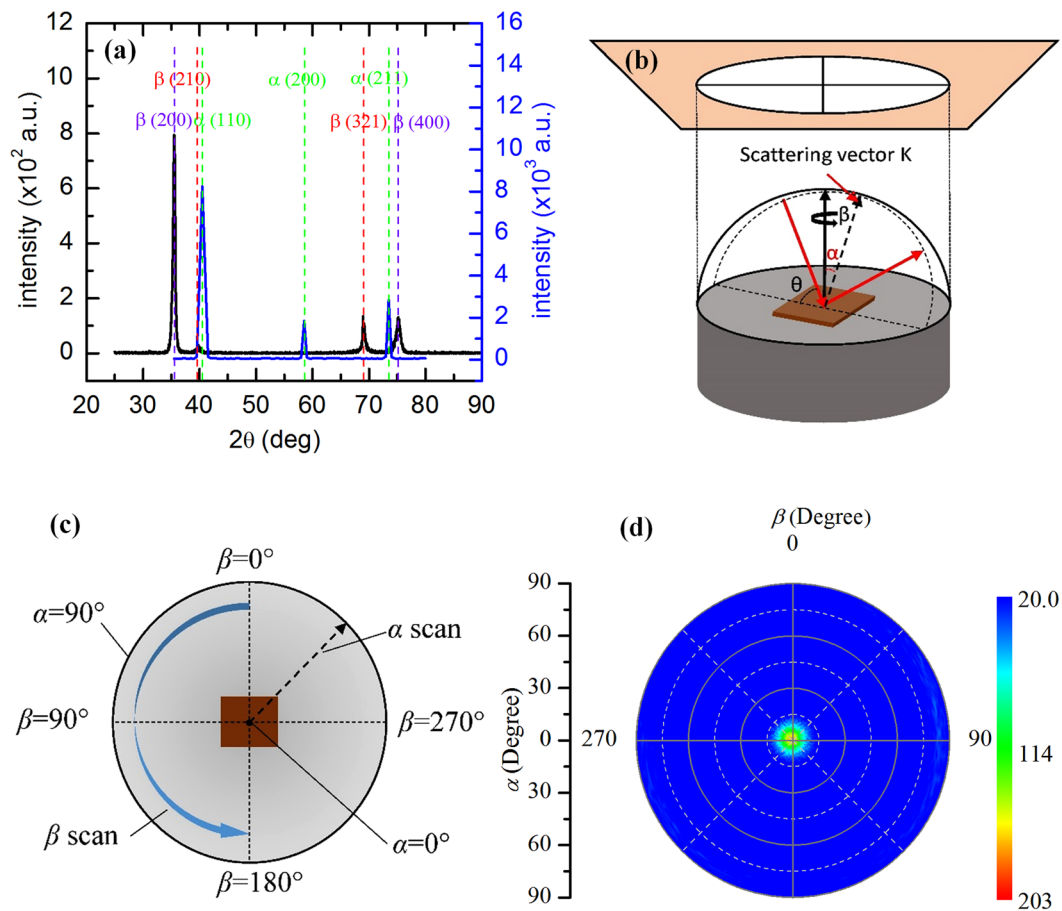 (a)
12
10
8
6
4
2
0
intensity (x10² a.u.)
β (210)
α (200)
α (211)
β (200)
α (110)
β (321)
β (400)
16
14
12
10
8
6
4
2
0
intensity (x10³ a.u.)
20 30 40 50 60 70 80 90
2θ (deg)
(b)
Scattering vector K
β
α
θ
(c)
β=0°
α=90°
α scan
β=90°
β=270°
β scan
α=0°
β=180°
(d)
β (Degree)
0
90
60
30
0
30
60
90
α (Degree)
270
90
20.0
114
203